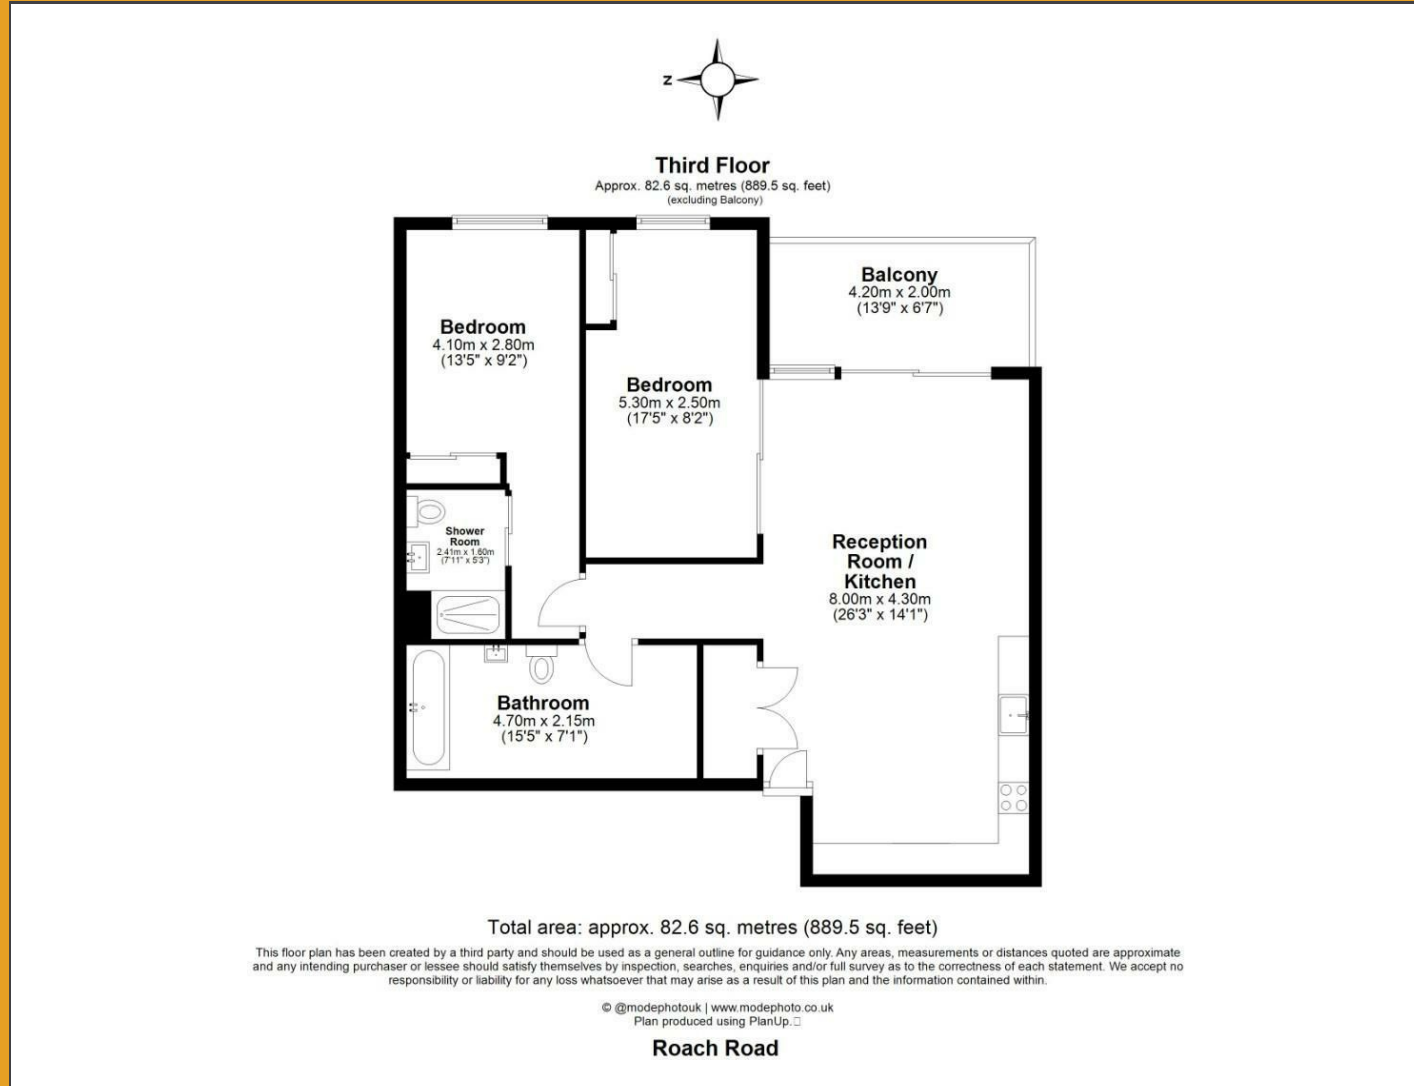 N
Third Floor
Approx. 82.6 sq. metres (889.5 sq. feet)
(excluding Balcony)
Balcony
4.20m x 2.00m
(13'9" x 6'7")
Bedroom
4.10m x 2.80m
(13'5" x 9'2")
Bedroom
5.30m x 2.50m
(17'5" x 8'2")
Shower
Room
2.41m x 1.60m
(7'11" x 5'3")
Reception
Room /
Kitchen
8.00m x 4.30m
(26'3" x 14'1")
Bathroom
4.70m x 2.15m
(15'5" x 7'1")
Total area: approx. 82.6 sq. metres (889.5 sq. feet)
This floor plan has been created by a third party and should be used as a general outline for guidance only. Any areas, measurements or distances quoted are approximate
and any intending purchaser or lessee should satisfy themselves by inspection, searches, enquiries and/or full survey as to the correctness of each statement. We accept no
responsibility or liability for any loss whatsoever that may arise as a result of this plan and the information contained within.
© @modephotouk | www.modephoto.co.uk
Plan produced using PlanUp.
Roach Road